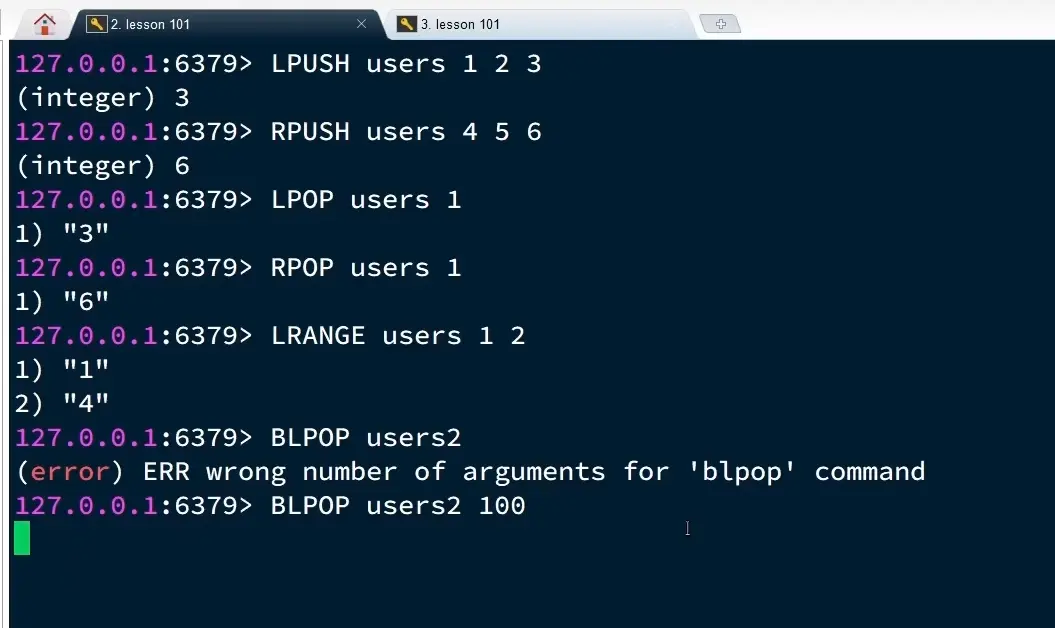 2. lesson 101
3. lesson 101
127.0.0.1:6379> LPUSH users 1 2 3
(integer) 3
127.0.0.1:6379> RPUSH users 4 5 6
(integer) 6
127.0.0.1:6379> LPOP users 1
1) "3"
127.0.0.1:6379> RPOP users 1
1) "6"
127.0.0.1:6379> LRANGE users 1 2
1) "1"
2) "4"
127.0.0.1:6379> BLPOP users2
(error) ERR wrong number of arguments for 'blpop' command
127.0.0.1:6379> BLPOP users2 100